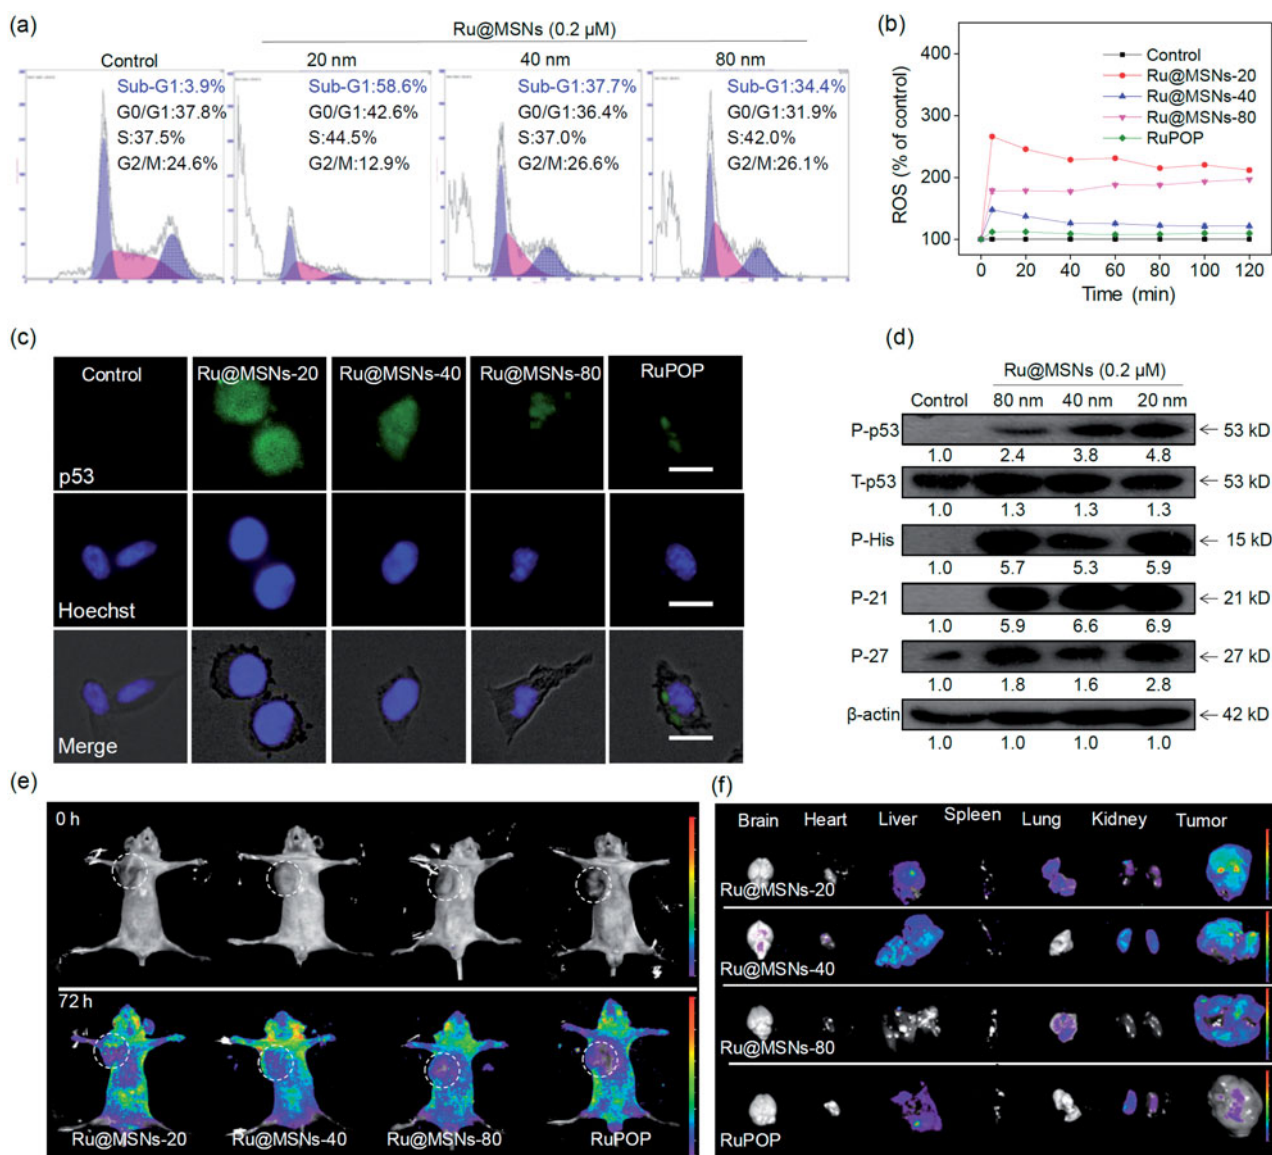 (a)
Ru@MSNs (0.2 µM)
Control
20 nm
40 nm
80 nm
Sub-G1:3.9%
G0/G1:37.8%
S:37.5%
G2/M:24.6%
Sub-G1:58.6%
G0/G1:42.6%
S:44.5%
G2/M:12.9%
Sub-G1:37.7%
G0/G1:36.4%
S:37.0%
G2/M:26.6%
Sub-G1:34.4%
G0/G1:31.9%
S:42.0%
G2/M:26.1%
(b)
ROS (% of control)
400
300
200
100
Control
Ru@MSNs-20
Ru@MSNs-40
Ru@MSNs-80
RuPOP
0 20 40 60 80 100 120
Time (min)
(c)
Control
Ru@MSNs-20
Ru@MSNs-40
Ru@MSNs-80
RuPOP
p53
Hoechst
Merge
(d)
Ru@MSNs (0.2 µM)
Control 80 nm 40 nm 20 nm
P-p53 ← 53 kD
1.0 2.4 3.8 4.8
T-p53 ← 53 kD
1.0 1.3 1.3 1.3
P-His ← 15 kD
1.0 5.7 5.3 5.9
P-21 ← 21 kD
1.0 5.9 6.6 6.9
P-27 ← 27 kD
1.0 1.8 1.6 2.8
β-actin ← 42 kD
1.0 1.0 1.0 1.0
(e)
0 h
72 h
Ru@MSNs-20
Ru@MSNs-40
Ru@MSNs-80
RuPOP
(f)
Brain Heart Liver Spleen Lung Kidney Tumor
Ru@MSNs-20
Ru@MSNs-40
Ru@MSNs-80
RuPOP